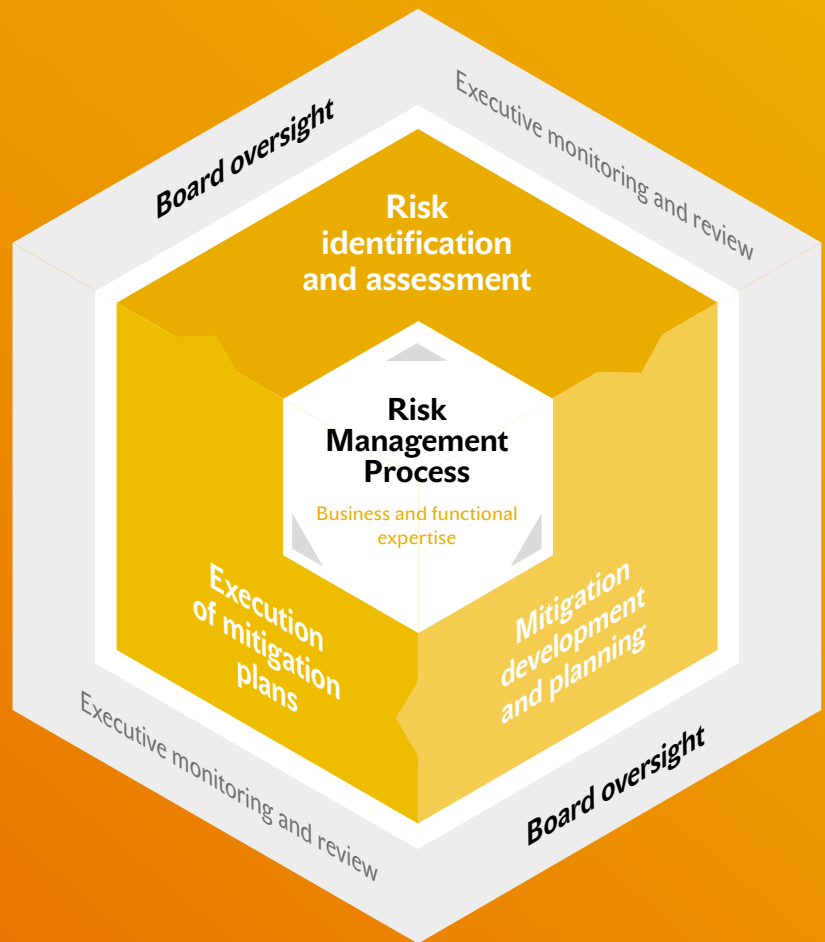 Board oversight
Executive monitoring and review
Risk
identification
and assessment
Risk
Management
Process
Business and functional
expertise
Execution
of mitigation
plans
Mitigation
development
and planning
Executive monitoring and review
Board oversight